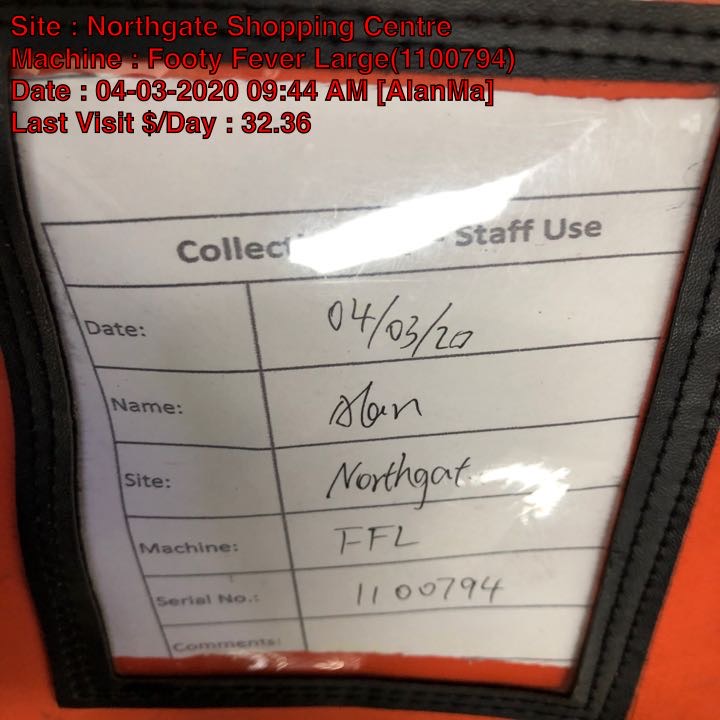 Site : Northgate Shopping Centre
Machine : Footy Fever Large(1100794)
Date : 04-03-2020 09:44 AM [AlanMa]
Last Visit $/Day : 32.36
Staff Use
Date: 04/03/20
Name: Alan
Site: Northgat
Machine: FFL
Serial No.: 1100794
Comments: